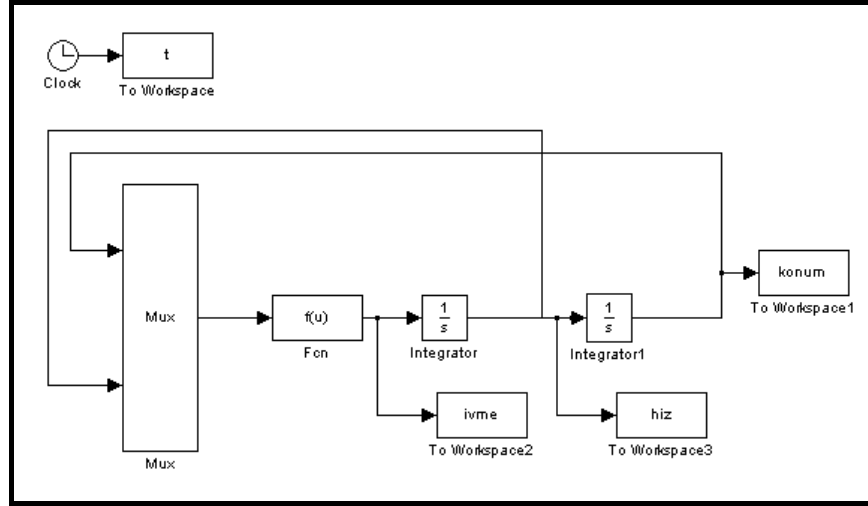 t
Clock
To Workspace
Mux
f(u)
1
s
1
s
konum
To Workspace1
Fcn
Integrator
Integrator1
ivme
hiz
To Workspace2
To Workspace3
Mux